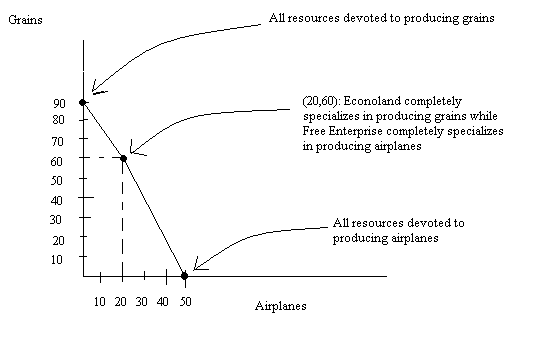 Grains
All resources devoted to producing grains
90
80
70
60
50
40
30
20
10
(20,60): Econoland completely
specializes in producing grains while
Free Enterprise completely specializes
in producing airplanes
All resources devoted to
producing airplanes
10 20 30 40 50
Airplanes